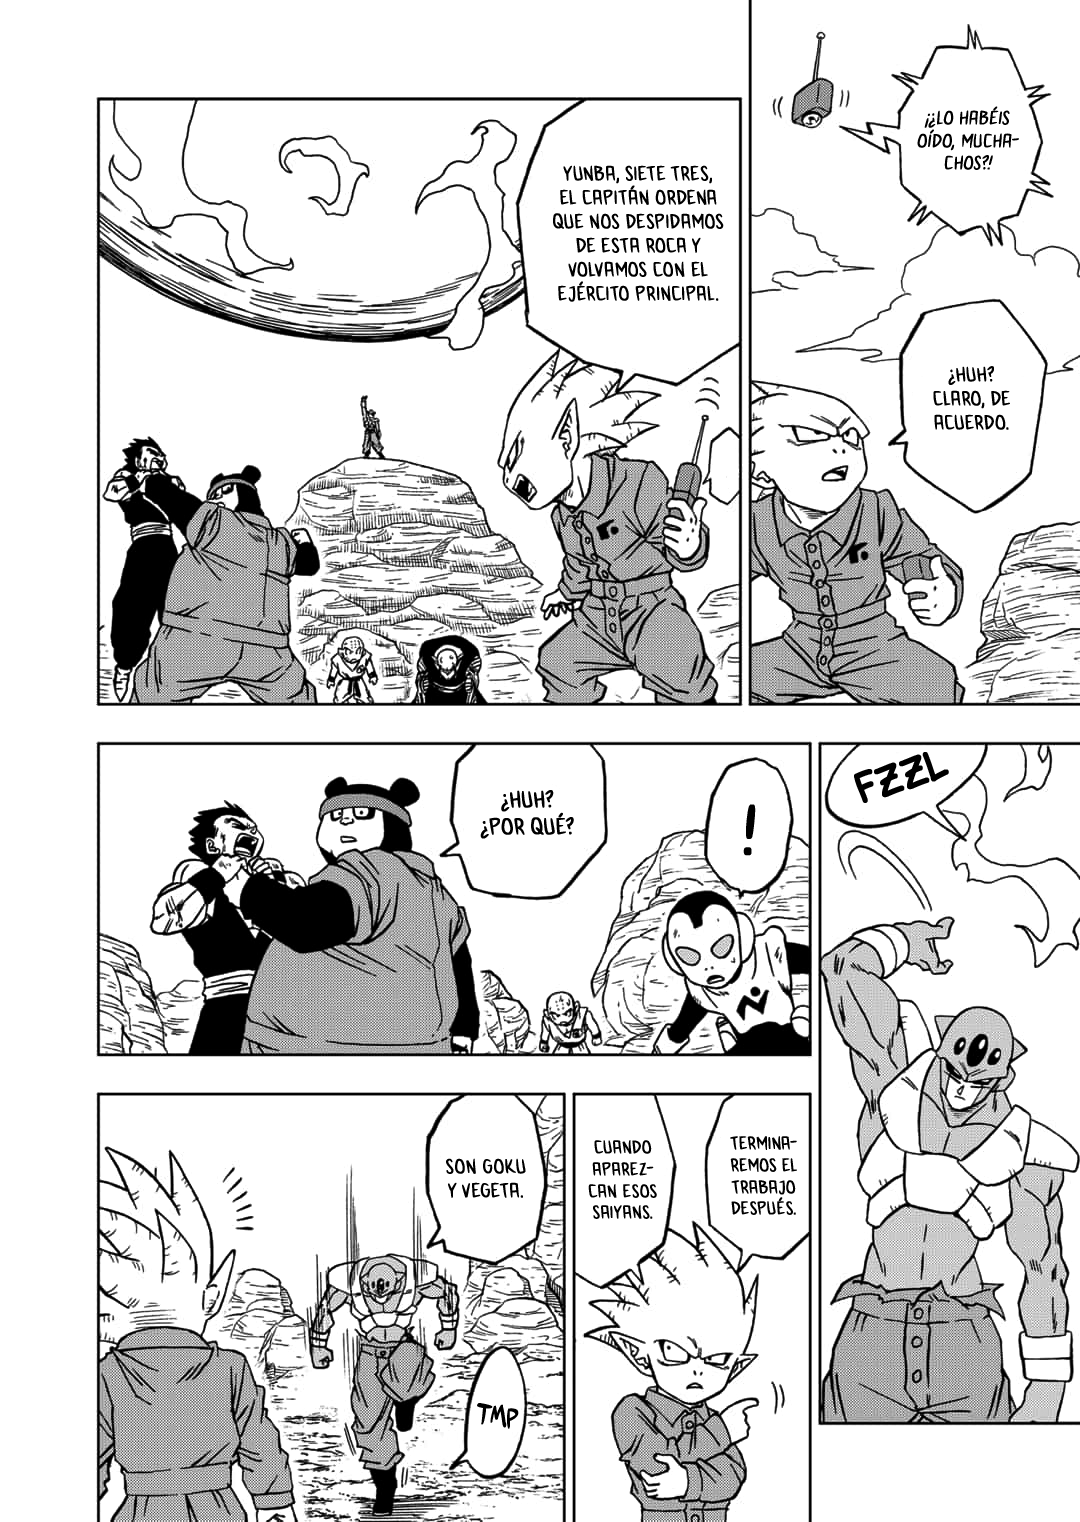 ¡¿LO HABÉIS
OÍDO, MUCHA-
CHOS?!
¿HUH?
CLARO, DE
ACUERDO.
YUNBA, SIETE TRES,
EL CAPITÁN ORDENA
QUE NOS DESPIDAMOS
DE ESTA ROCA Y
VOLVAMOS CON EL
EJÉRCITO PRINCIPAL.
FZZL
!
¿HUH?
¿POR QUÉ?
TERMINA-
REMOS EL
TRABAJO
DESPUÉS.
CUANDO
APAREZ-
CAN ESOS
SAIYANS.
SON GOKU
Y VEGETA.
TMP